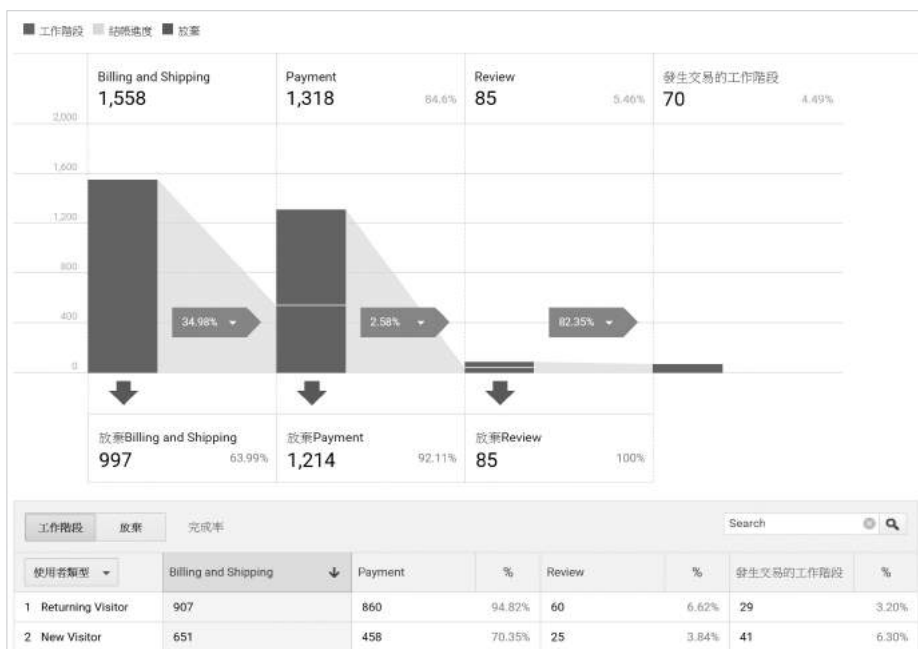 工作階段 結帳進度 放棄
Billing and Shipping Payment Review 發生交易的工作階段
1,558 1,318 84.6% 85 5.46% 70 4.49%
2,000
1,600
1,200
800
400
0
34.98% 2.58% 82.35%
放棄Billing and Shipping 放棄Payment 放棄Review
997 63.99% 1,214 92.11% 85 100%
工作階段 放棄 完成率 Search
使用者類型 Billing and Shipping Payment % Review % 發生交易的工作階段 %
1 Returning Visitor 907 860 94.82% 60 6.62% 29 3.20%
2 New Visitor 651 458 70.35% 25 3.84% 41 6.30%